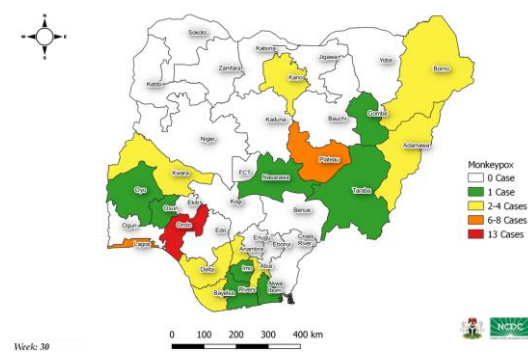 N
W E
S
Sokoto
Katsina
Jigawa
Yobe
Borno
Zamfara
Kano
Kebbi
Gombe
Kaduna
Bauchi
Adamawa
Niger
Plateau
Kwara
FCT
Nasarawa
Taraba
Oyo
Kogi
Benue
Osun
Ekiti
Ogun
Ondo
Edo
Lagos
Enugu
Ebonyi
Cross
River
Anambra
Delta
Imo
Abia
Bayelsa
Rivers
Akwa
Ibom
Monkeypox
0 Case
1 Case
2-4 Cases
6-8 Cases
13 Cases
Week: 30
0 100 200 300 400 km
NCDC